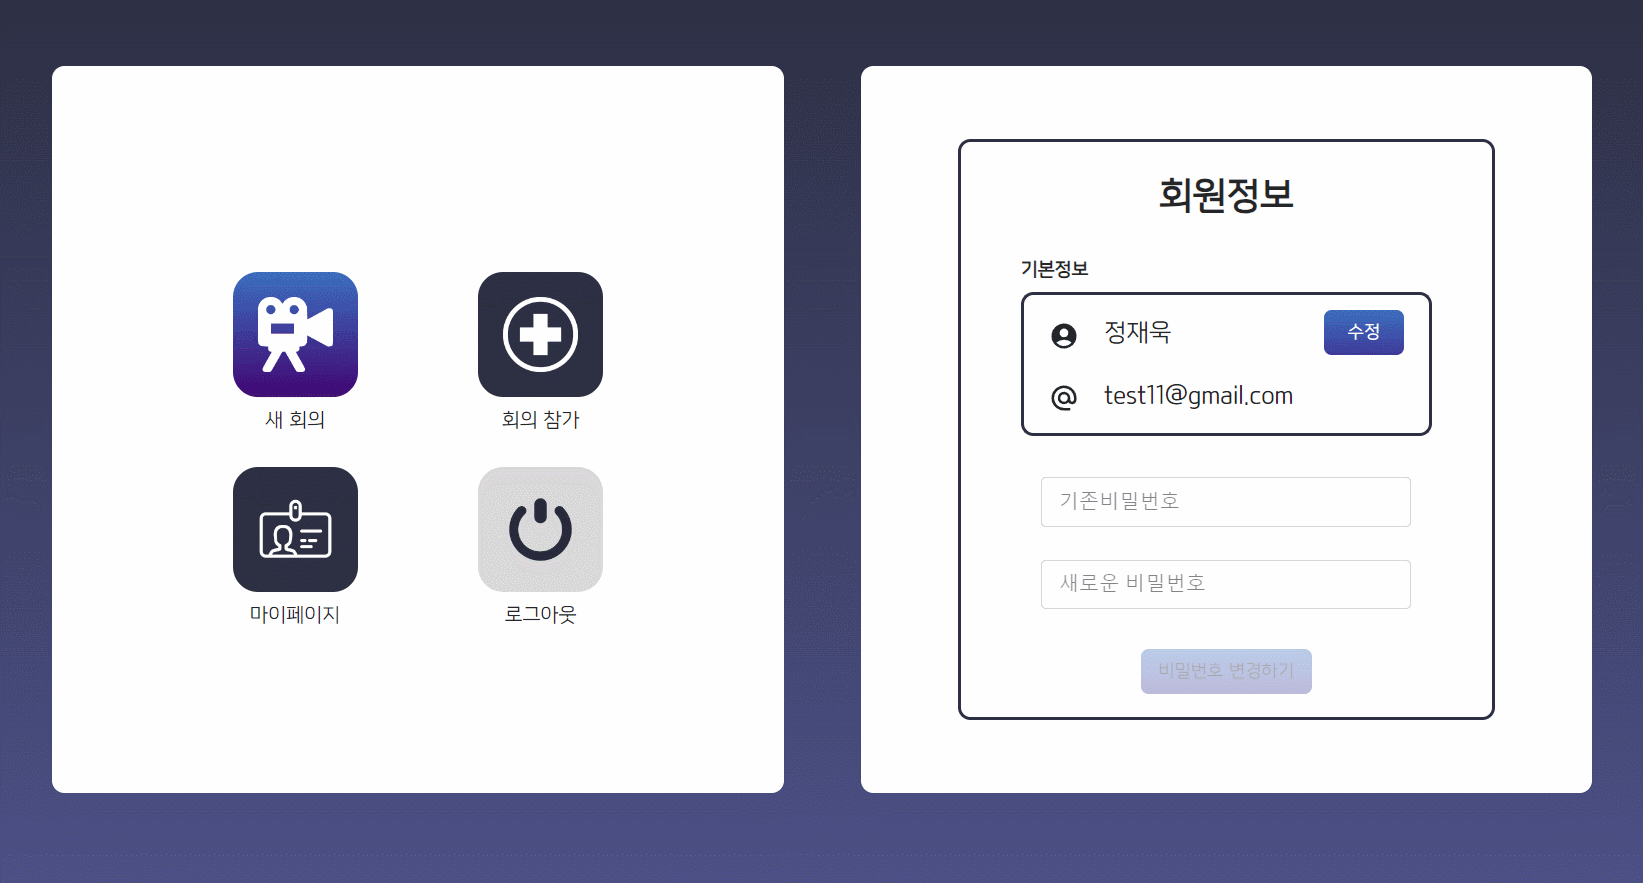 새 회의
회의 참가
마이페이지
로그아웃
회원정보
기본정보
정재욱
수정
test11@gmail.com
기존비밀번호
새로운 비밀번호
비밀번호 변경하기